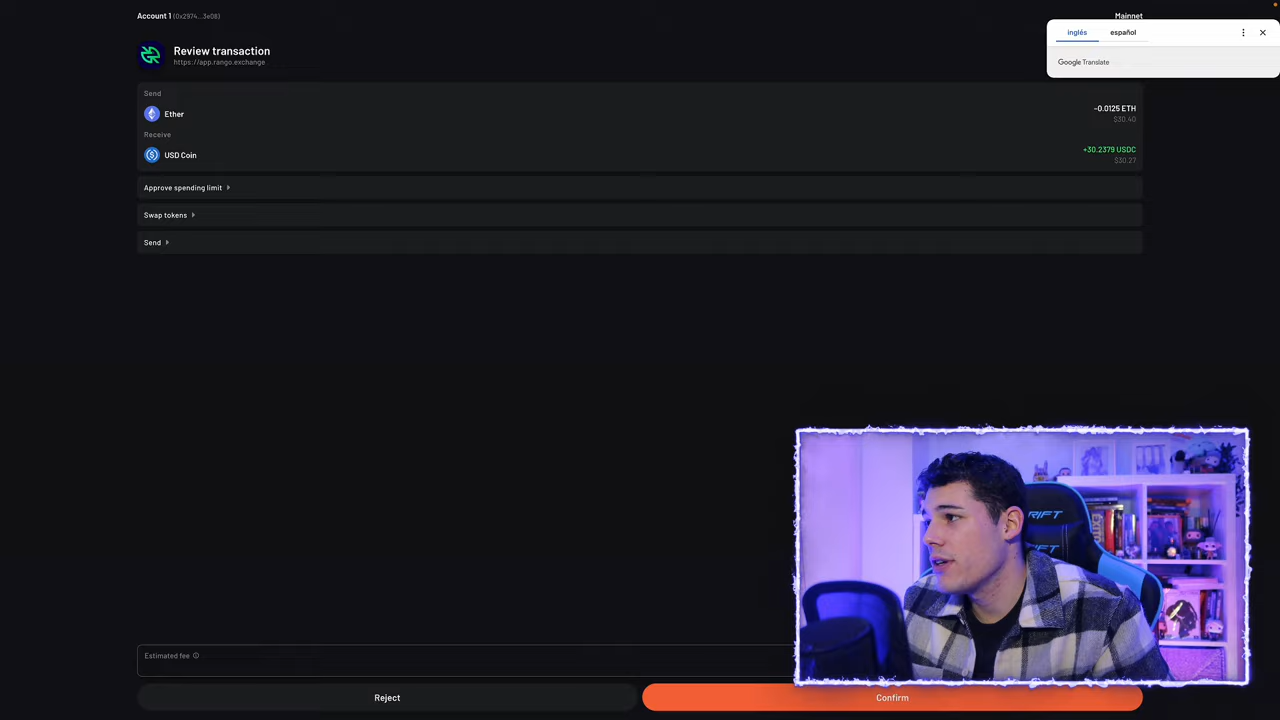 Account 1 (0x2974...3e08)
Mainnet
inglés español
Google Translate
Review transaction
https://app.rango.exchange
Send
Ether
-0.0125 ETH
$30.40
Receive
USD Coin
+30.2379 USDC
$30.27
Approve spending limit
Swap tokens
Send
RIFT
RIFT
Estimated fee
Reject
Confirm